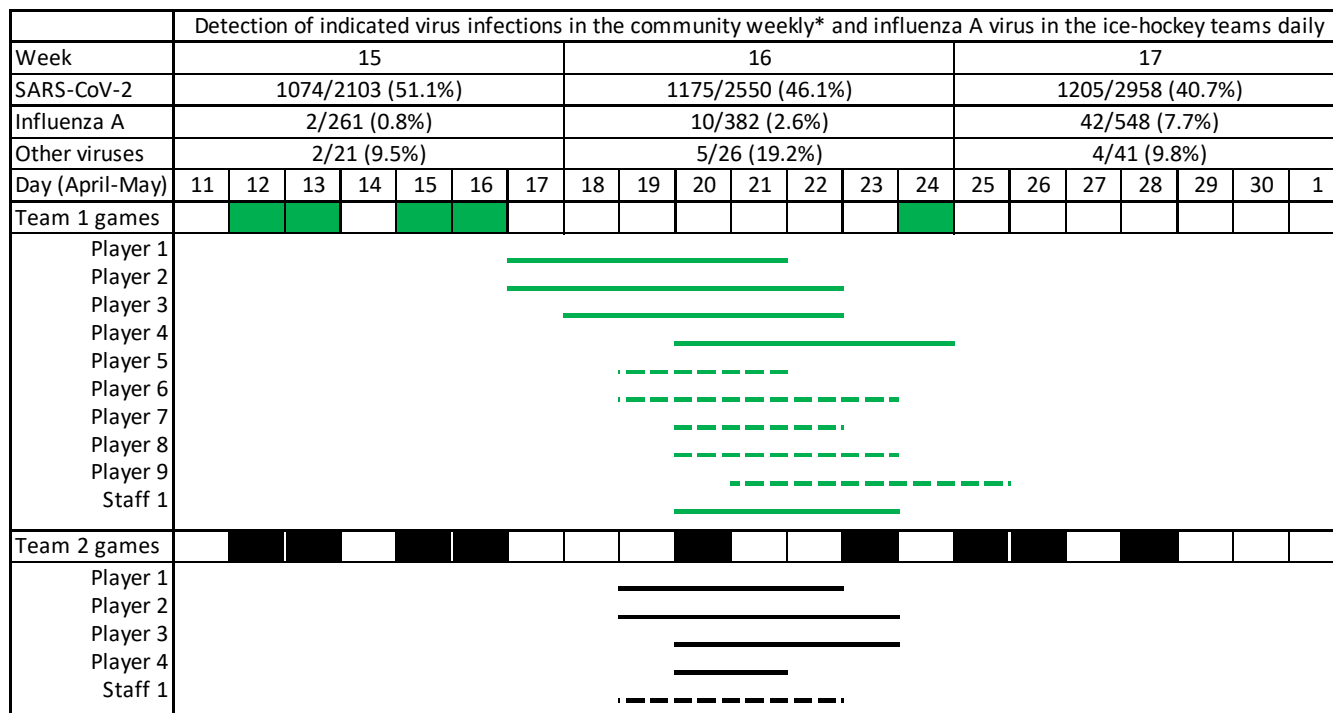 Detection of indicated virus infections in the community weekly* and influenza A virus in the ice-hockey teams daily
Week 15 16 17
SARS-CoV-2 1074/2103 (51.1%) 1175/2550 (46.1%) 1205/2958 (40.7%)
Influenza A 2/261 (0.8%) 10/382 (2.6%) 42/548 (7.7%)
Other viruses 2/21 (9.5%) 5/26 (19.2%) 4/41 (9.8%)
Day (April-May) 11 12 13 14 15 16 17 18 19 20 21 22 23 24 25 26 27 28 29 30 1
Team 1 games
Player 1
Player 2
Player 3
Player 4
Player 5
Player 6
Player 7
Player 8
Player 9
Staff 1
Team 2 games
Player 1
Player 2
Player 3
Player 4
Staff 1